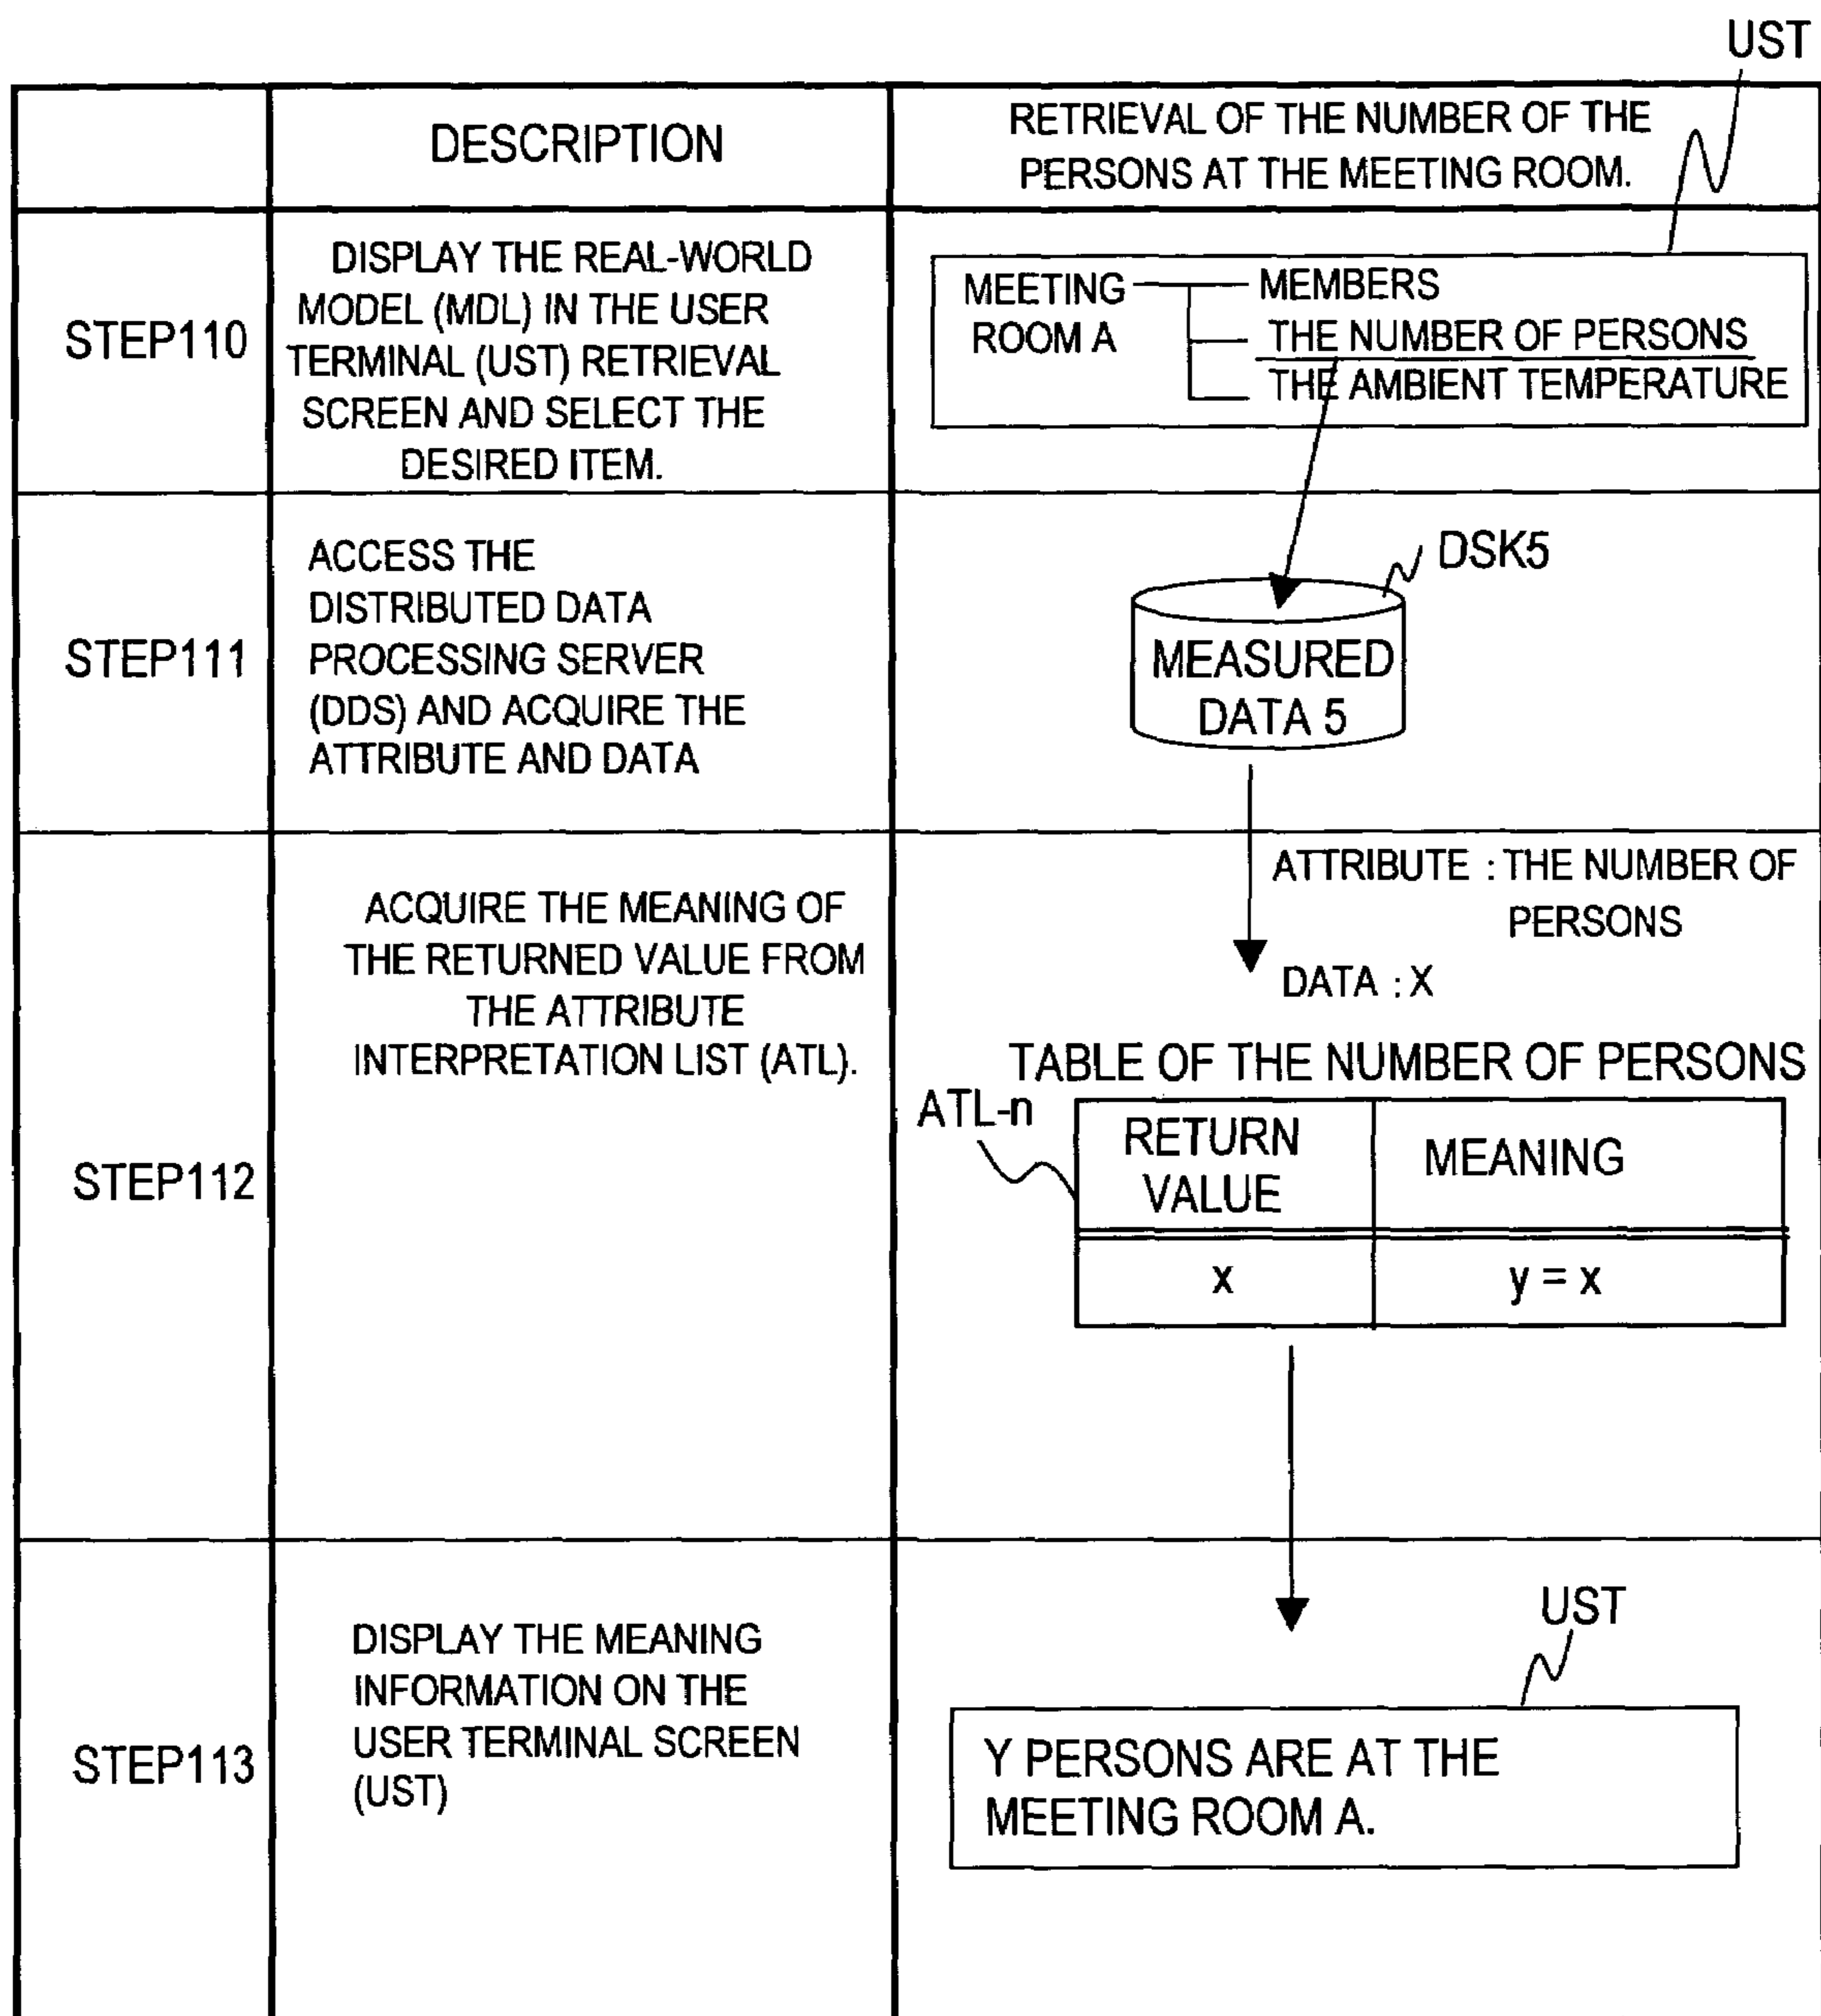 UST
DESCRIPTION
RETRIEVAL OF THE NUMBER OF THE
PERSONS AT THE MEETING ROOM.
STEP110
DISPLAY THE REAL-WORLD
MODEL (MDL) IN THE USER
TERMINAL (UST) RETRIEVAL
SCREEN AND SELECT THE
DESIRED ITEM.
MEETING
ROOM A
MEMBERS
THE NUMBER OF PERSONS
THE AMBIENT TEMPERATURE
STEP111
ACCESS THE
DISTRIBUTED DATA
PROCESSING SERVER
(DDS) AND ACQUIRE THE
ATTRIBUTE AND DATA
DSK5
MEASURED
DATA 5
STEP112
ACQUIRE THE MEANING OF
THE RETURNED VALUE FROM
THE ATTRIBUTE
INTERPRETATION LIST (ATL).
ATTRIBUTE : THE NUMBER OF
PERSONS
DATA : X
TABLE OF THE NUMBER OF PERSONS
ATL-n
RETURN
VALUE
MEANING
x
y = x
STEP113
DISPLAY THE MEANING
INFORMATION ON THE
USER TERMINAL SCREEN
(UST)
UST
Y PERSONS ARE AT THE
MEETING ROOM A.